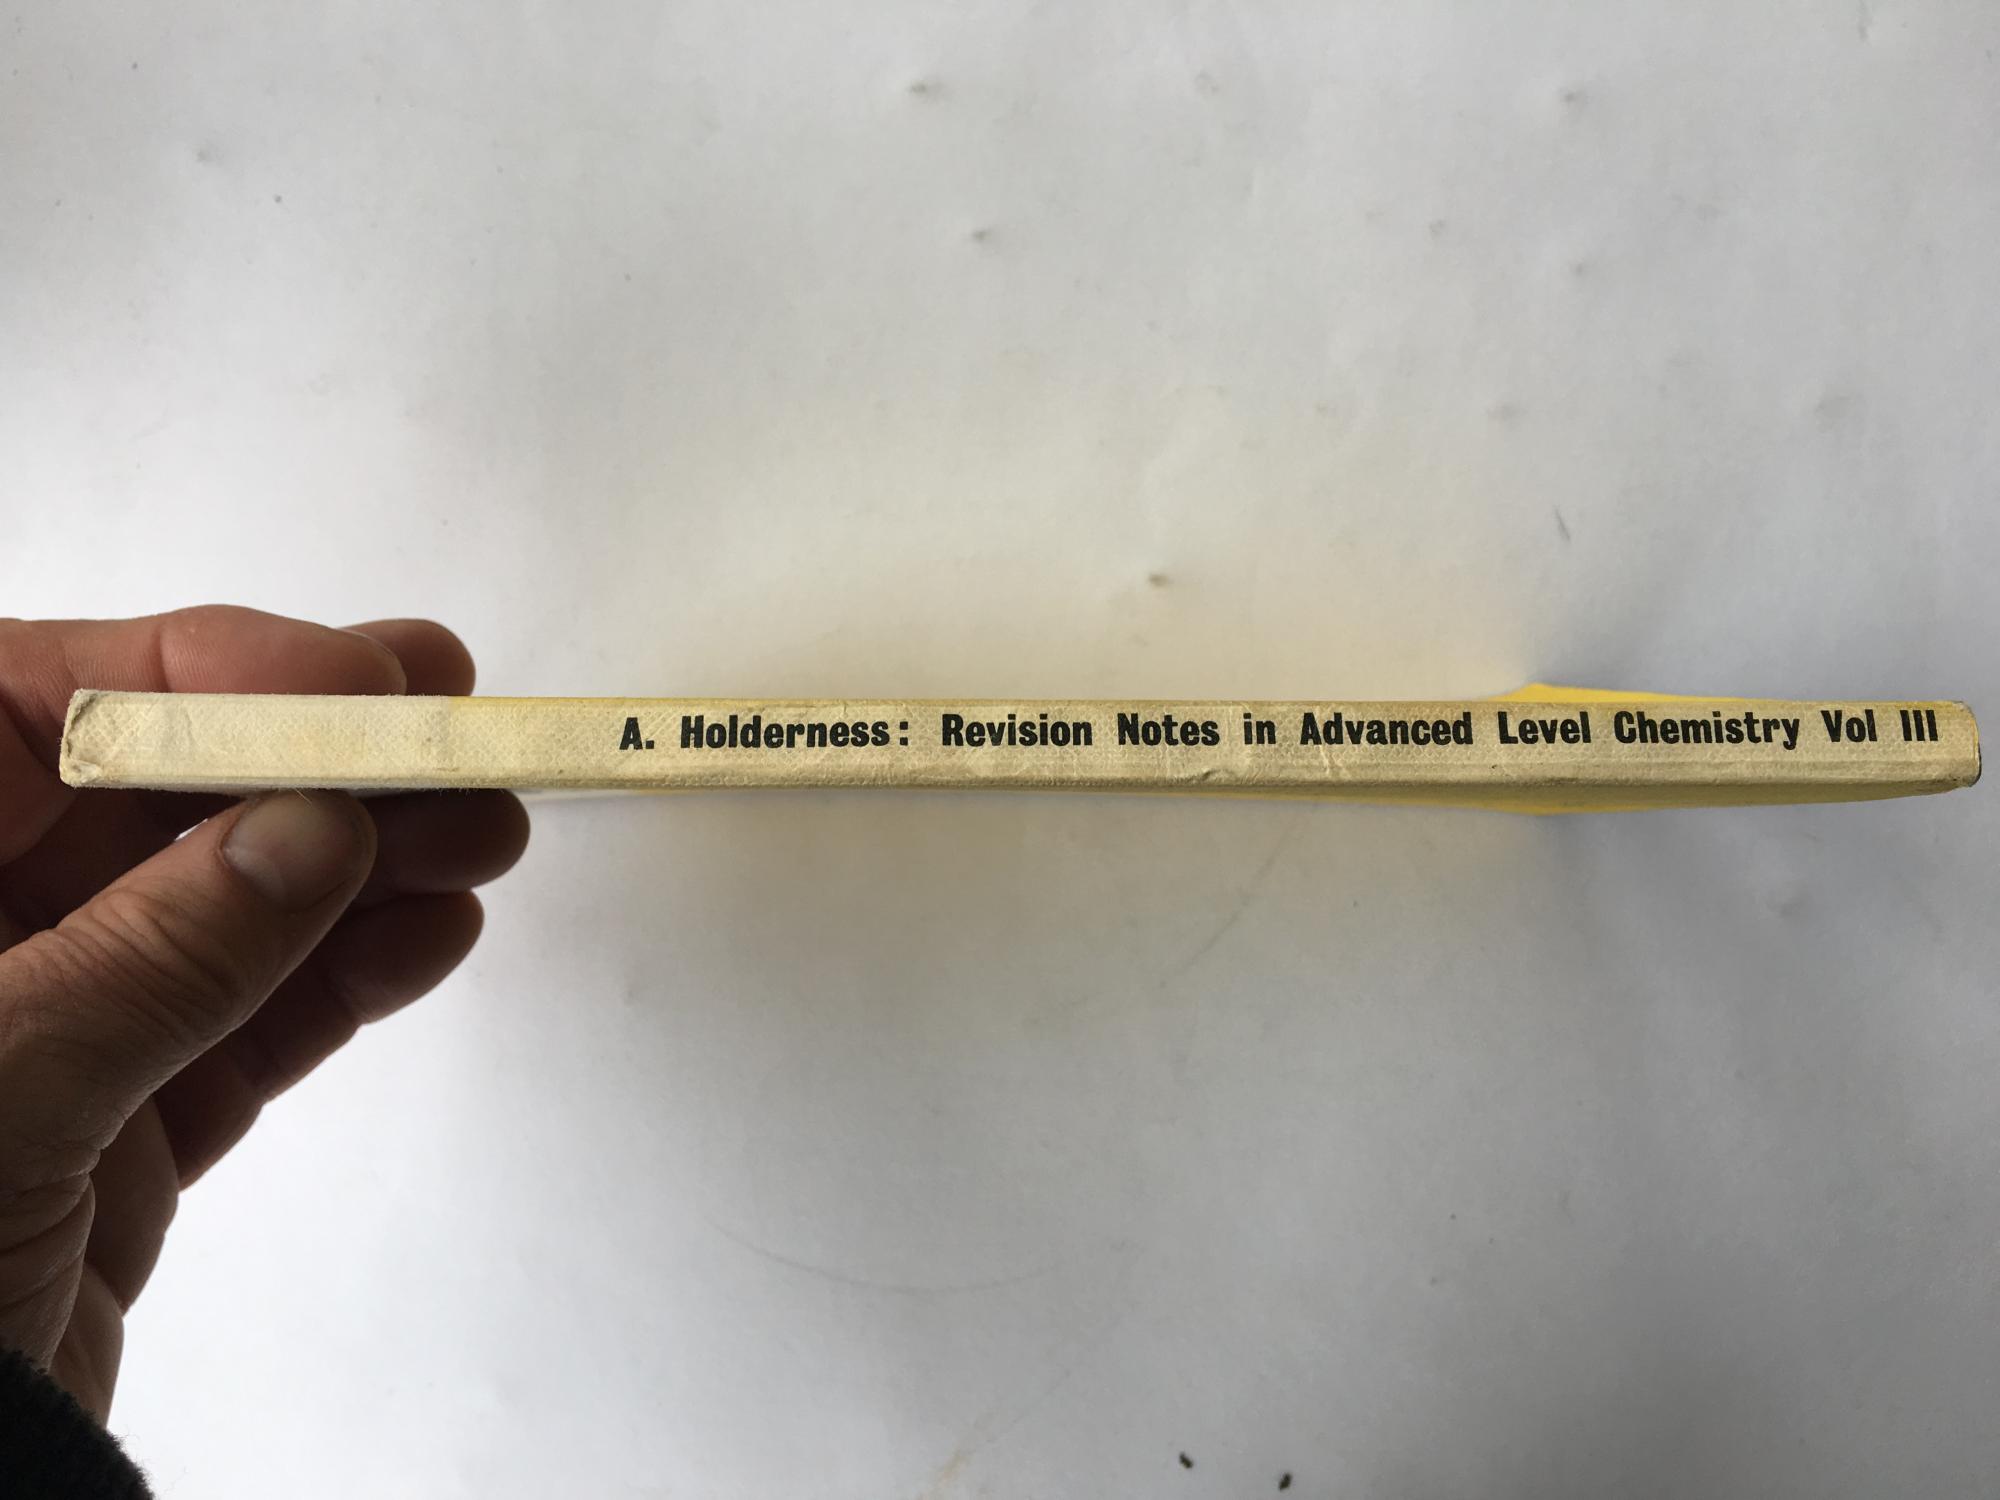 A. Holderness: Revision Notes in Advanced Level Chemistry Vol III